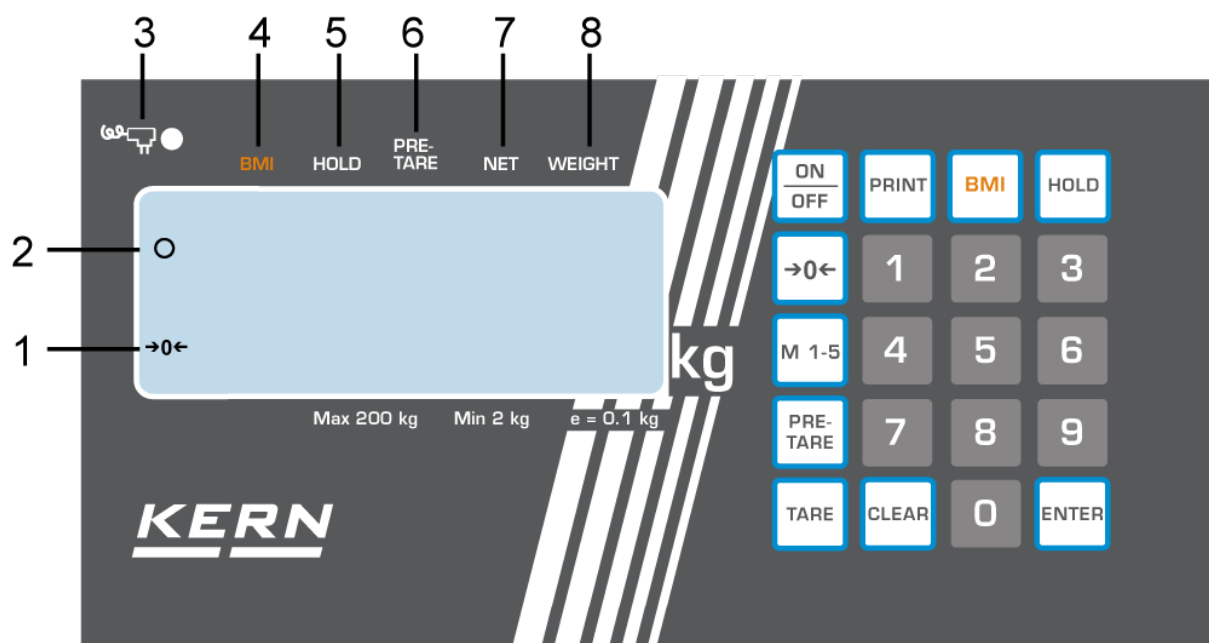 3 4 5 6 7 8
BMI HOLD PRE-TARE NET WEIGHT
2 O
1 →0←
kg
Max 200 kg Min 2 kg e = 0.1 kg
KERN
ON/OFF PRINT BMI HOLD
→0← 1 2 3
M 1-5 4 5 6
PRE-TARE 7 8 9
TARE CLEAR 0 ENTER